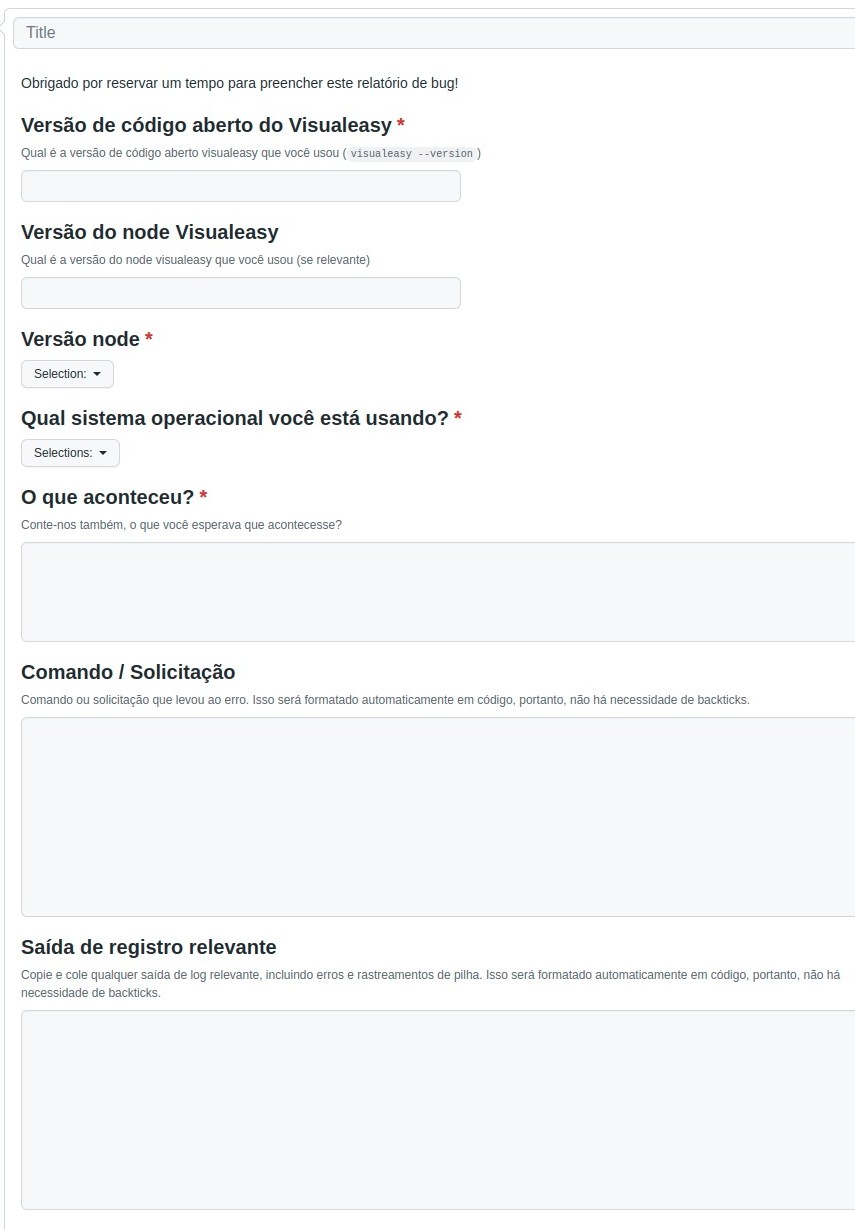 Title
Obrigado por reservar um tempo para preencher este relatório de bug!
Versão de código aberto do Visualeasy *
Qual é a versão de código aberto visualeasy que você usou ( visualeasy --version )
Versão do node Visualeasy
Qual é a versão do node visualeasy que você usou (se relevante)
Versão node *
Selection:
Qual sistema operacional você está usando? *
Selections:
O que aconteceu? *
Conte-nos também, o que você esperava que acontecesse?
Comando / Solicitação
Comando ou solicitação que levou ao erro. Isso será formatado automaticamente em código, portanto, não há necessidade de backticks.
Saída de registro relevante
Copie e cole qualquer saída de log relevante, incluindo erros e rastreamentos de pilha. Isso será formatado automaticamente em código, portanto, não há
necessidade de backticks.